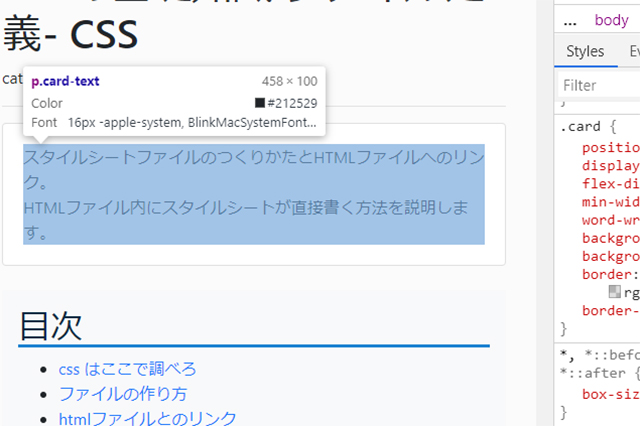 義- CSS
cat
p.card-text 458 × 100
Color #212529
Font 16px -apple-system, BlinkMacSystemFont...
スタイルシートファイルのつくりかたとHTMLファイルへのリン
ク。
HTMLファイル内にスタイルシートが直接書く方法を説明しま
す。
目次
css はここで調べろ
ファイルの作り方
htmlファイルとのリンク
... body
Styles Ev
Filter
}
.card {
positio
display
flex-di
min-wid
word-wr
backgro
backgro
border:
rg
border-
}
*, *::befo
*::after {
box-siz
}